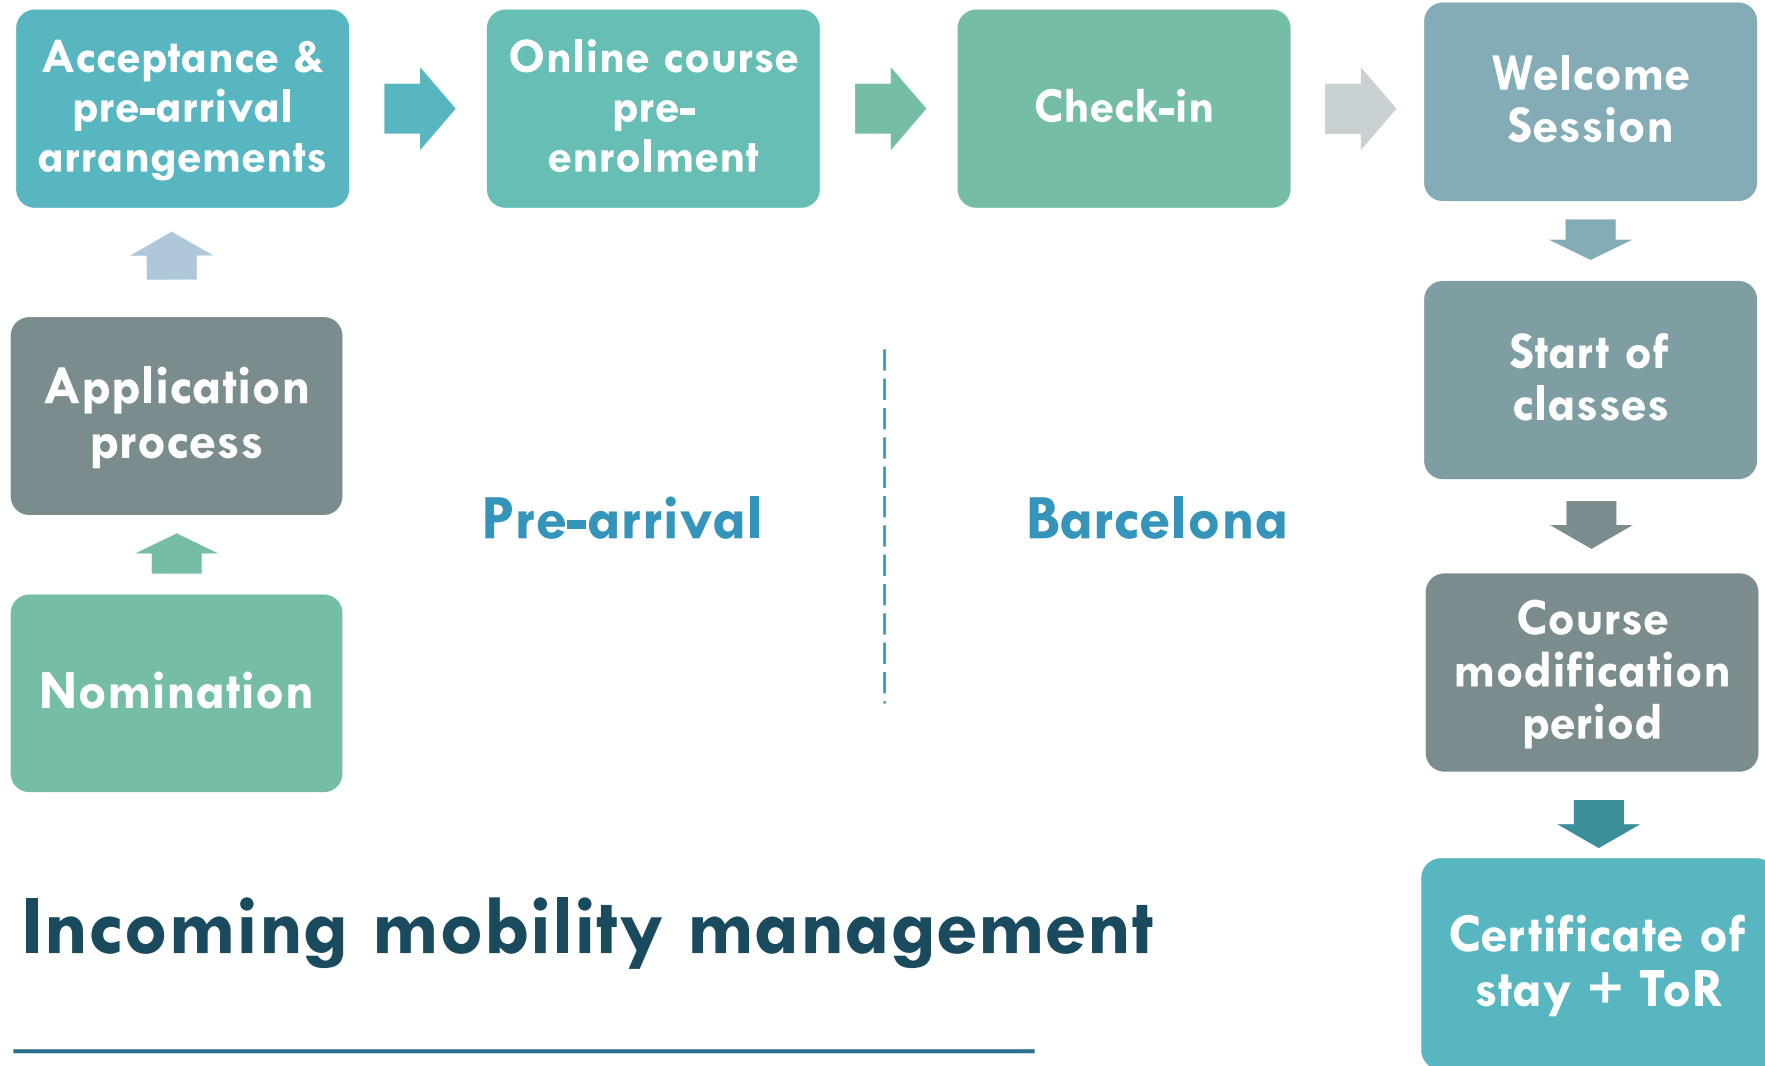 Acceptance &
pre-arrival
arrangements
Online course
pre-
enrolment
Check-in
Welcome
Session
Application
process
Start of
classes
Pre-arrival
Barcelona
Nomination
Course
modification
period
Incoming mobility management
Certificate of
stay + ToR